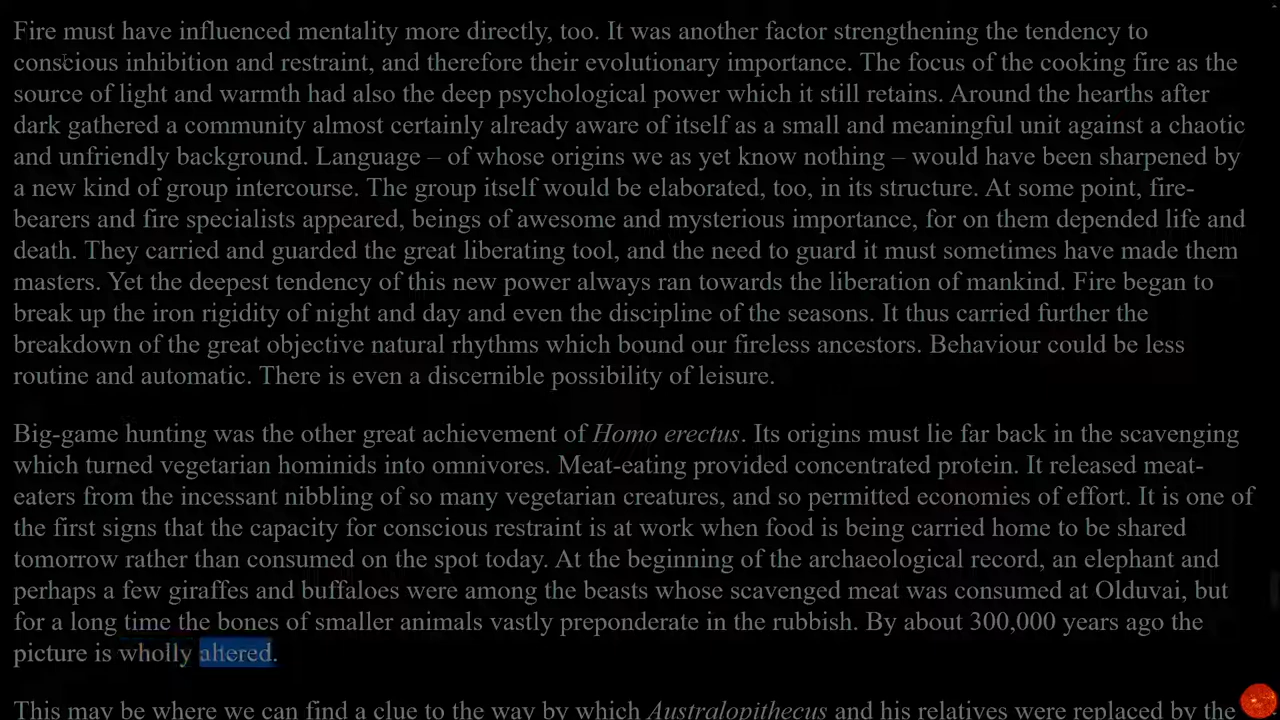 Fire must have influenced mentality more directly, too. It was another factor strengthening the tendency to
conscious inhibition and restraint, and therefore their evolutionary importance. The focus of the cooking fire as the
source of light and warmth had also the deep psychological power which it still retains. Around the hearths after
dark gathered a community almost certainly already aware of itself as a small and meaningful unit against a chaotic
and unfriendly background. Language – of whose origins we as yet know nothing – would have been sharpened by
a new kind of group intercourse. The group itself would be elaborated, too, in its structure. At some point, fire-
bearers and fire specialists appeared, beings of awesome and mysterious importance, for on them depended life and
death. They carried and guarded the great liberating tool, and the need to guard it must sometimes have made them
masters. Yet the deepest tendency of this new power always ran towards the liberation of mankind. Fire began to
break up the iron rigidity of night and day and even the discipline of the seasons. It thus carried further the
breakdown of the great objective natural rhythms which bound our fireless ancestors. Behaviour could be less
routine and automatic. There is even a discernible possibility of leisure.
Big-game hunting was the other great achievement of Homo erectus. Its origins must lie far back in the scavenging
which turned vegetarian hominids into omnivores. Meat-eating provided concentrated protein. It released meat-
eaters from the incessant nibbling of so many vegetarian creatures, and so permitted economies of effort. It is one of
the first signs that the capacity for conscious restraint is at work when food is being carried home to be shared
tomorrow rather than consumed on the spot today. At the beginning of the archaeological record, an elephant and
perhaps a few giraffes and buffaloes were among the beasts whose scavenged meat was consumed at Olduvai, but
for a long time the bones of smaller animals vastly preponderate in the rubbish. By about 300,000 years ago the
picture is wholly altered.
This may be where we can find a clue to the way by which Australopithecus and his relatives were replaced by the